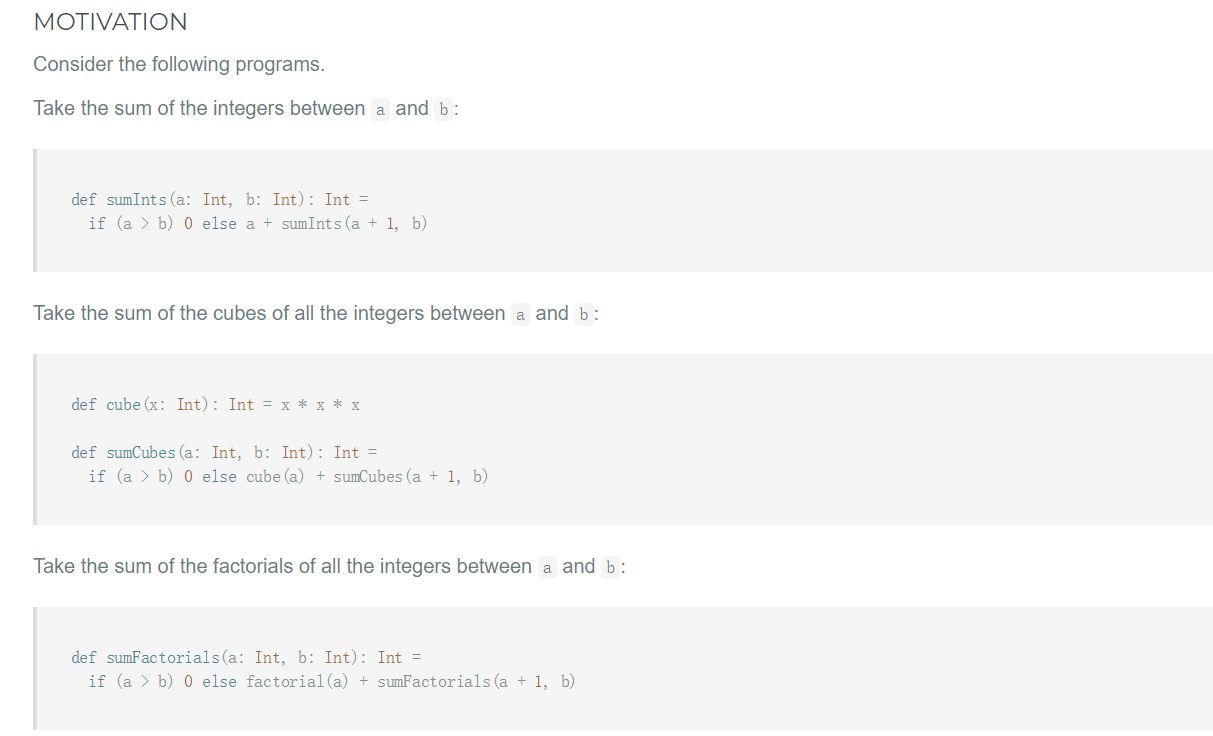 MOTIVATION
Consider the following programs.
Take the sum of the integers between a and b:
def sumInts(a: Int, b: Int): Int =
  if (a > b) 0 else a + sumInts(a + 1, b)
Take the sum of the cubes of all the integers between a and b:
def cube(x: Int): Int = x * x * x
def sumCubes(a: Int, b: Int): Int =
  if (a > b) 0 else cube(a) + sumCubes(a + 1, b)
Take the sum of the factorials of all the integers between a and b:
def sumFactorials(a: Int, b: Int): Int =
  if (a > b) 0 else factorial(a) + sumFactorials(a + 1, b)